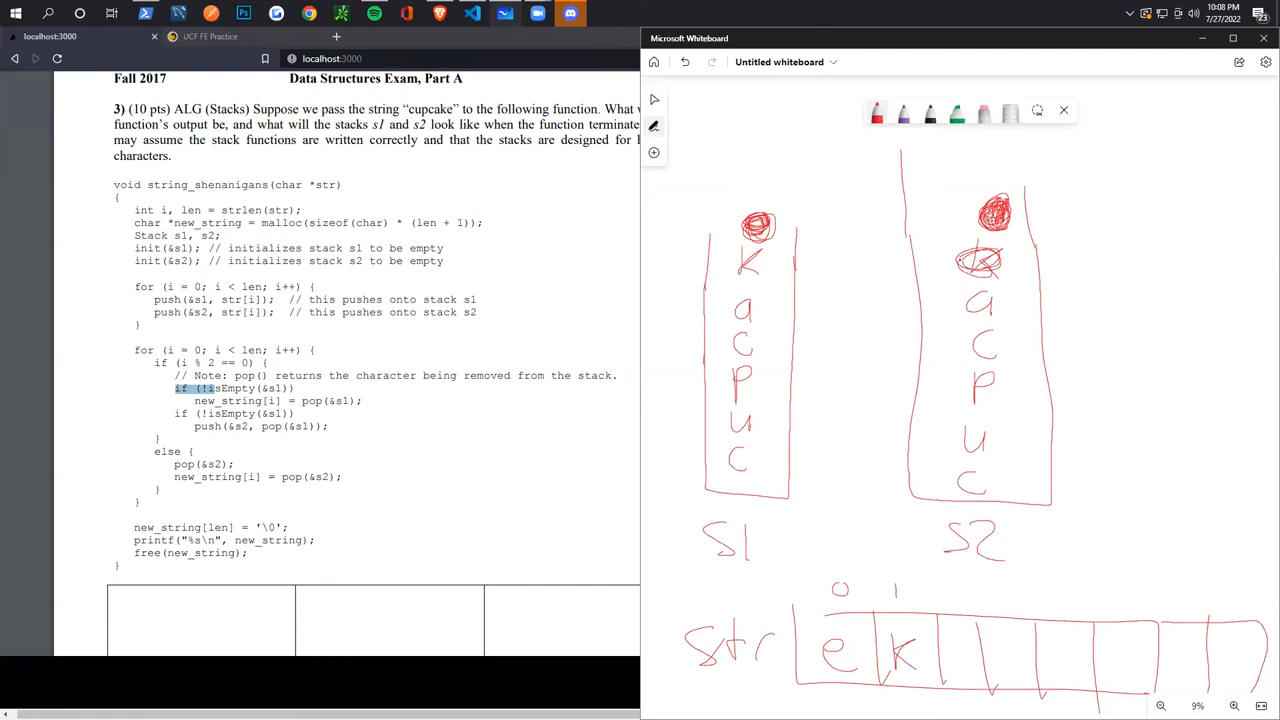 10:08 PM
7/27/2022
23
localhost:3000
UCF FE Practice
localhost:3000
Fall 2017 Data Structures Exam, Part A
3) (10 pts) ALG (Stacks) Suppose we pass the string “cupcake” to the following function. What w
function's output be, and what will the stacks s1 and s2 look like when the function terminate
may assume the stack functions are written correctly and that the stacks are designed for l
characters.
void string_shenanigans(char *str)
{
int i, len = strlen(str);
char *new_string = malloc(sizeof(char) * (len + 1));
Stack s1, s2;
init(&s1); // initializes stack s1 to be empty
init(&s2); // initializes stack s2 to be empty
for (i = 0; i < len; i++) {
push(&s1, str[i]); // this pushes onto stack s1
push(&s2, str[i]); // this pushes onto stack s2
}
for (i = 0; i < len; i++) {
if (i % 2 == 0) {
// Note: pop() returns the character being removed from the stack.
if (!isEmpty(&s1))
new_string[i] = pop(&s1);
if (!isEmpty(&s1))
push(&s2, pop(&s1));
}
else {
pop(&s2);
new_string[i] = pop(&s2);
}
}
new_string[len] = '\0';
printf("%s\n", new_string);
free(new_string);
}
Microsoft Whiteboard
Untitled whiteboard
K
a
C
P
u
C
S1
K
a
C
P
u
C
S2
0 1
Str e K
9%